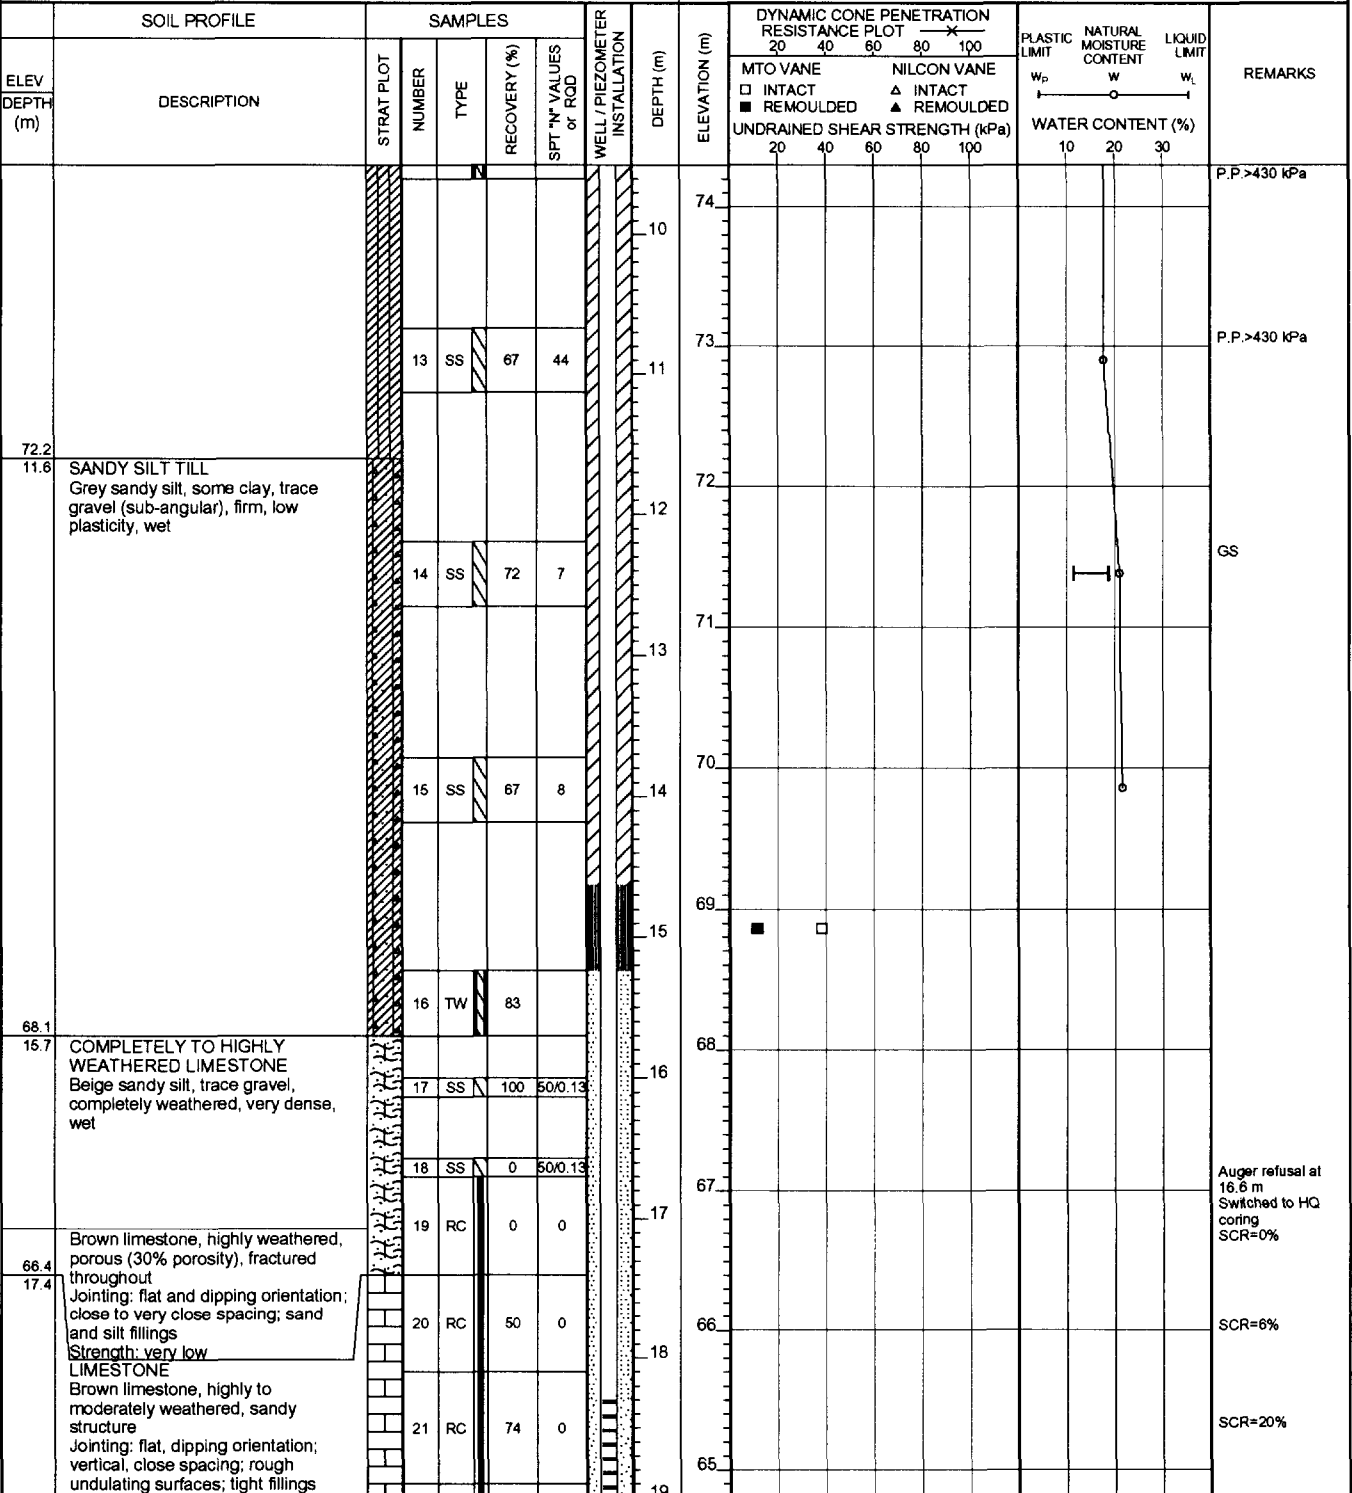 SOIL PROFILE
SAMPLES
ELEV
DEPTH
(m)
DESCRIPTION
STRAT PLOT
NUMBER
TYPE
RECOVERY (%)
SPT "N" VALUES
or RQD
WELL / PIEZOMETER
INSTALLATION
DEPTH (m)
ELEVATION (m)
DYNAMIC CONE PENETRATION
RESISTANCE PLOT
20 40 60 80 100
MTO VANE NILCON VANE
INTACT INTACT
REMOULDED REMOULDED
UNDRAINED SHEAR STRENGTH (kPa)
20 40 60 80 100
PLASTIC LIMIT
NATURAL MOISTURE CONTENT
LIQUID LIMIT
WP W WL
WATER CONTENT (%)
10 20 30
REMARKS
P.P.>430 kPa
74
10
73
P.P.>430 kPa
13 SS 67 44
11
72.2
11.6
SANDY SILT TILL
Grey sandy silt, some clay, trace
gravel (sub-angular), firm, low
plasticity, wet
72
12
GS
14 SS 72 7
71
13
70
15 SS 67 8
14
69
15
16 TW 83
68.1
15.7
COMPLETELY TO HIGHLY
WEATHERED LIMESTONE
Beige sandy silt, trace gravel,
completely weathered, very dense,
wet
68
16
17 SS 100 50/0.13
18 SS 0 50/0.13
67
Auger refusal at
16.6 m
Switched to HQ
coring
SCR=0%
17
19 RC 0 0
Brown limestone, highly weathered,
porous (30% porosity), fractured
throughout
66.4
17.4
Jointing: flat and dipping orientation;
close to very close spacing; sand
and silt fillings
Strength: very low
20 RC 50 0
66
SCR=6%
18
LIMESTONE
Brown limestone, highly to
moderately weathered, sandy
structure
Jointing: flat, dipping orientation;
vertical, close spacing; rough
undulating surfaces; tight fillings
21 RC 74 0
SCR=20%
65
19